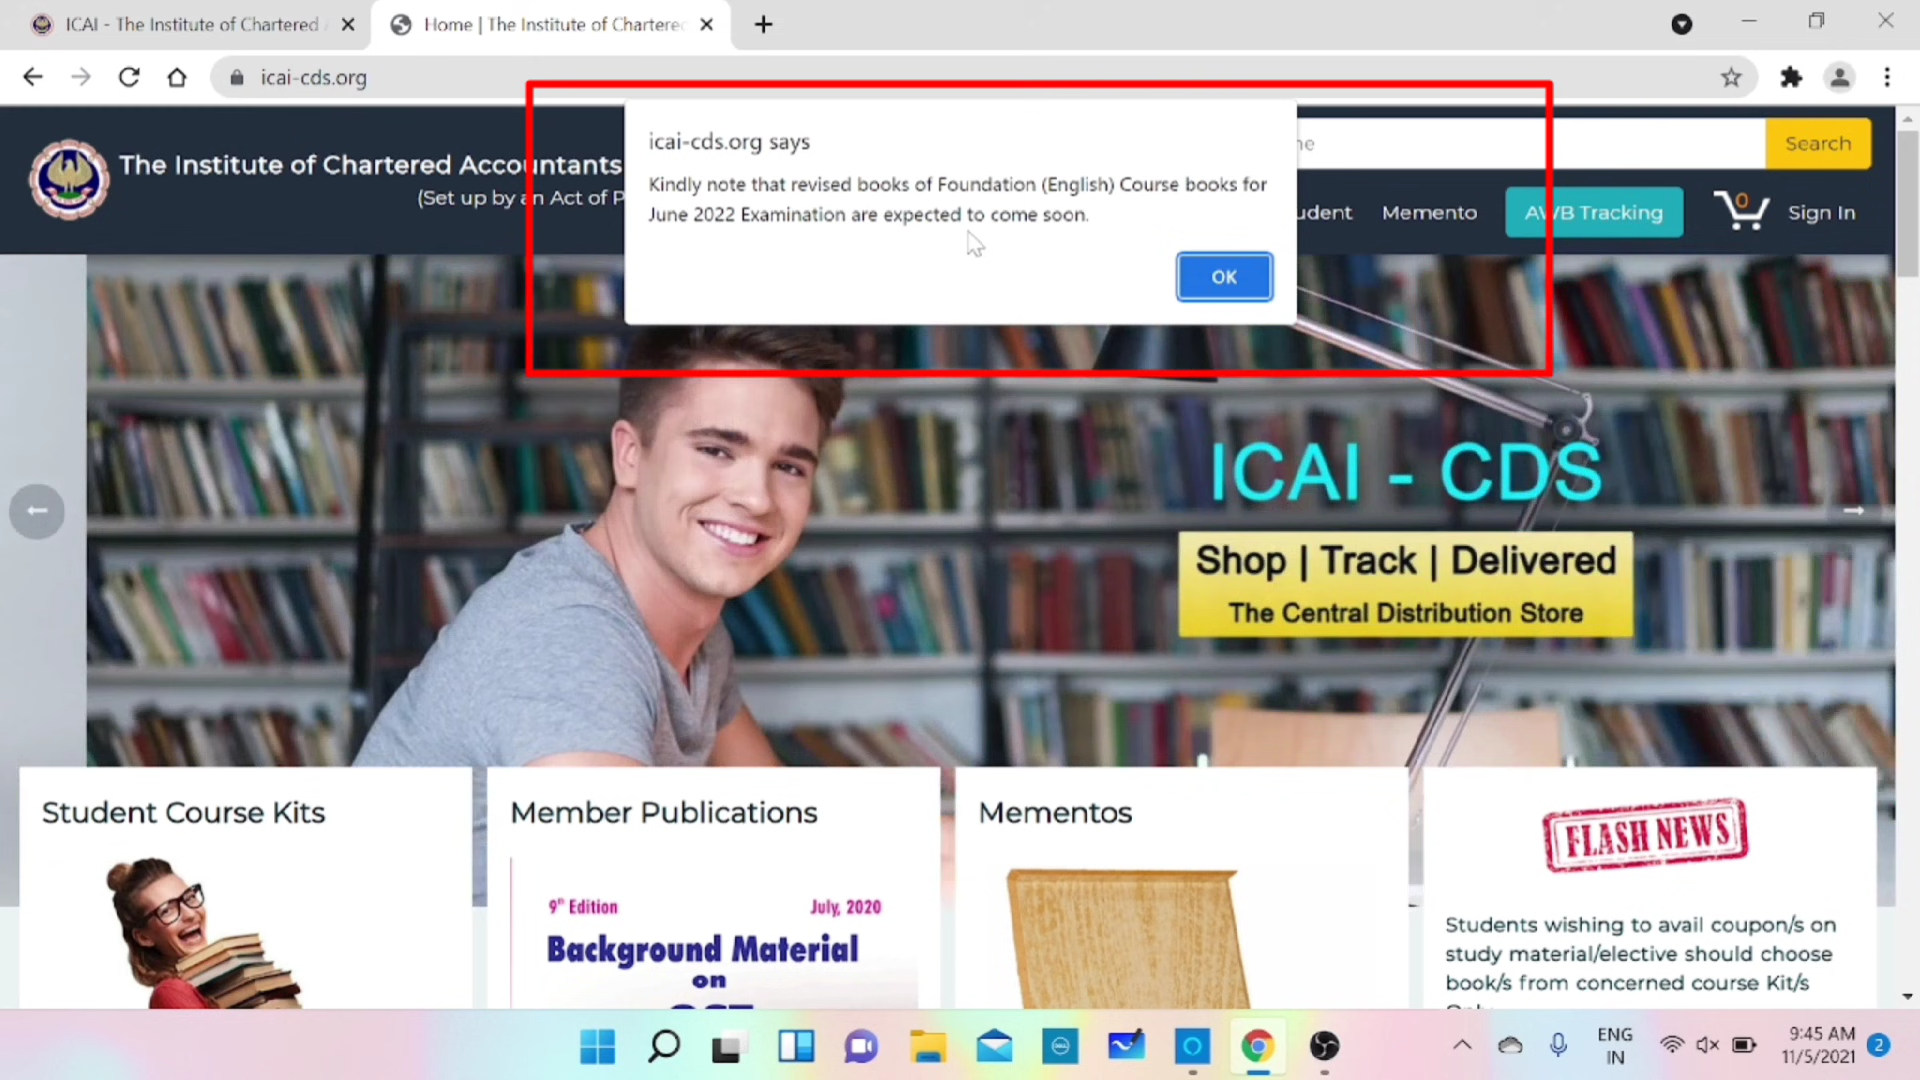 ICAI - The Institute of Chartered
Home | The Institute of Chartere
icai-cds.org
The Institute of Chartered Accountants
(Set up by an Act of P
icai-cds.org says
Kindly note that revised books of Foundation (English) Course books for
June 2022 Examination are expected to come soon.
OK
Search
udent
Memento
AWB Tracking
0
Sign In
ICAI - CDS
Shop | Track | Delivered
The Central Distribution Store
Student Course Kits
Member Publications
9th Edition
July, 2020
Background Material
on
Mementos
FLASH NEWS
Students wishing to avail coupon/s on
study material/elective should choose
book/s from concerned course Kit/s
ENG
IN
9:45 AM
11/5/2021
2